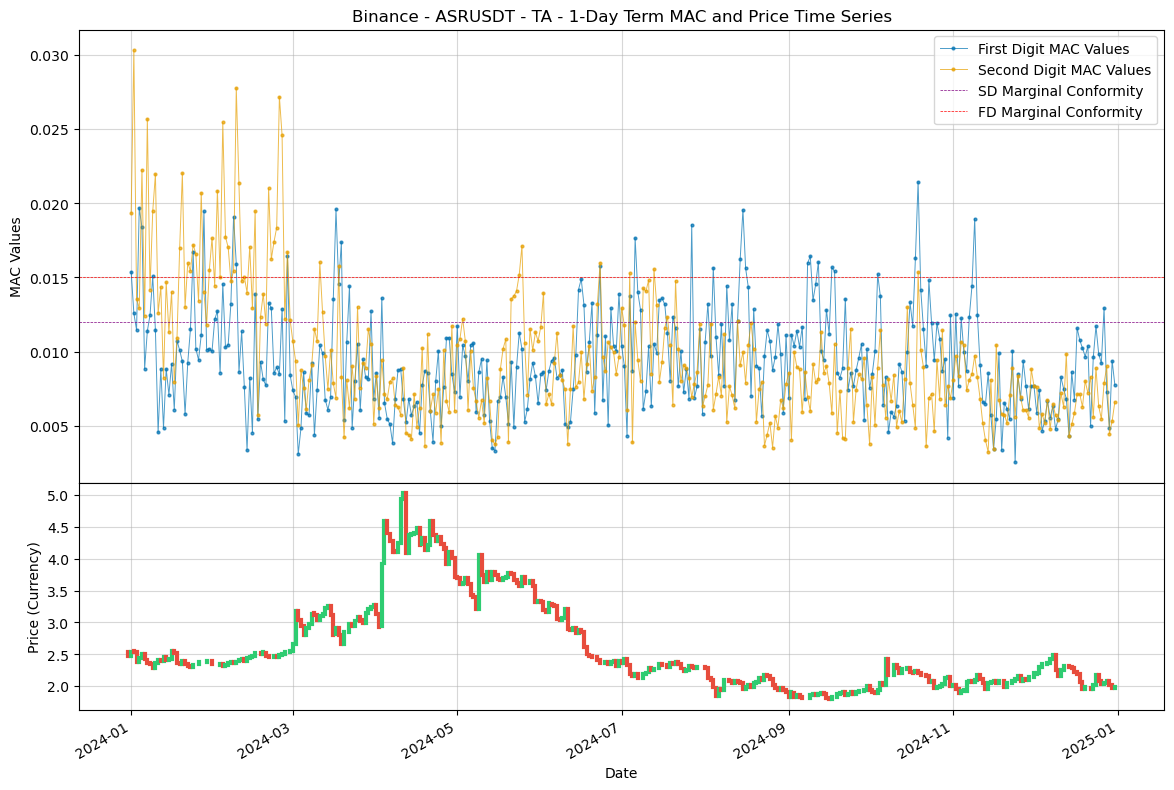 Binance - ASRUSDT - TA - 1-Day Term MAC and Price Time Series
First Digit MAC Values
Second Digit MAC Values
SD Marginal Conformity
FD Marginal Conformity
MAC Values
0.030
0.025
0.020
0.015
0.010
0.005
Price (Currency)
5.0
4.5
4.0
3.5
3.0
2.5
2.0
2024-01
2024-03
2024-05
2024-07
2024-09
2024-11
2025-01
Date